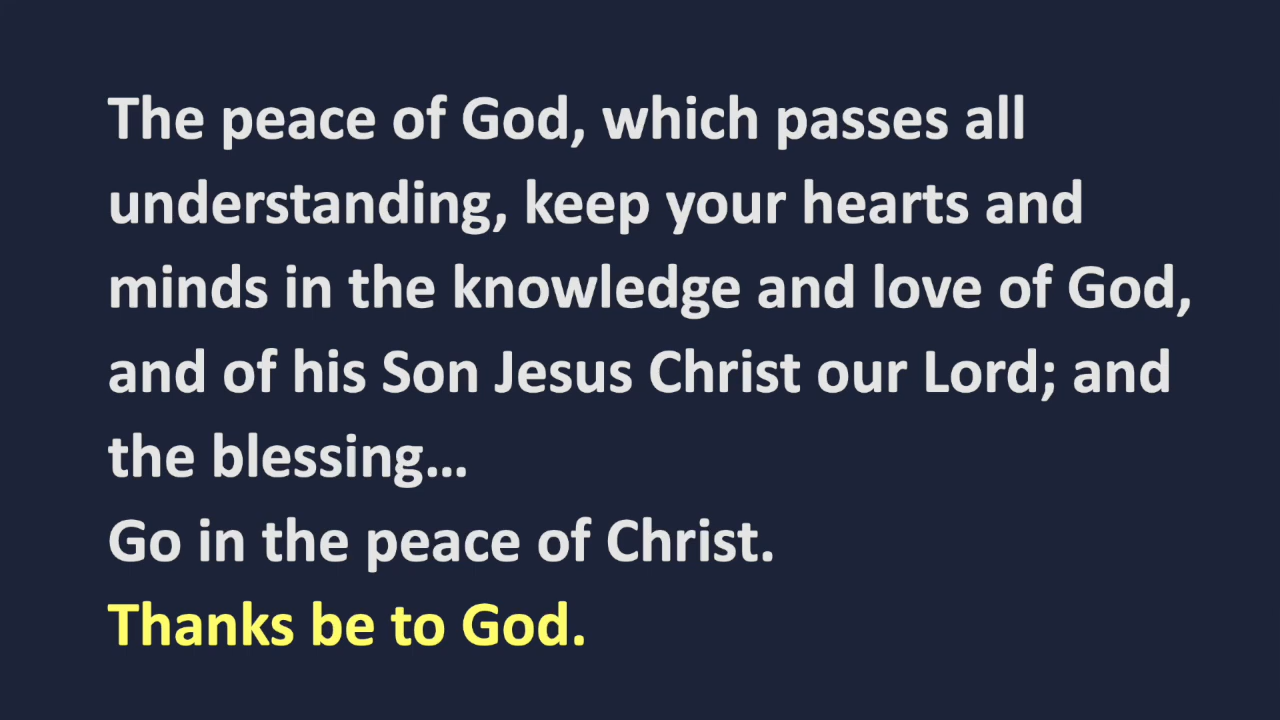 The peace of God, which passes all
understanding, keep your hearts and
minds in the knowledge and love of God,
and of his Son Jesus Christ our Lord; and
the blessing…
Go in the peace of Christ.
Thanks be to God.